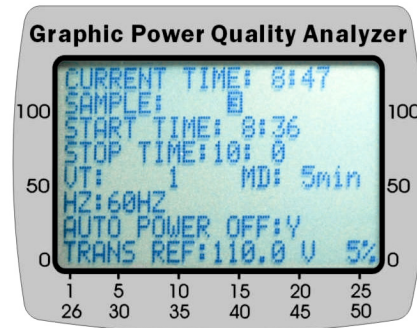 Graphic Power Quality Analyzer
CURRENT TIME: 8:47
SAMPLE: 3
START TIME: 8:36
STOP TIME:10: 0
VT: 1 MD: 5min
HZ:60HZ
AUTO POWER OFF:Y
TRANS REF:110.0 V 5%
100 100
50 50
0 0
1 5 10 15 20 25
26 30 35 40 45 50